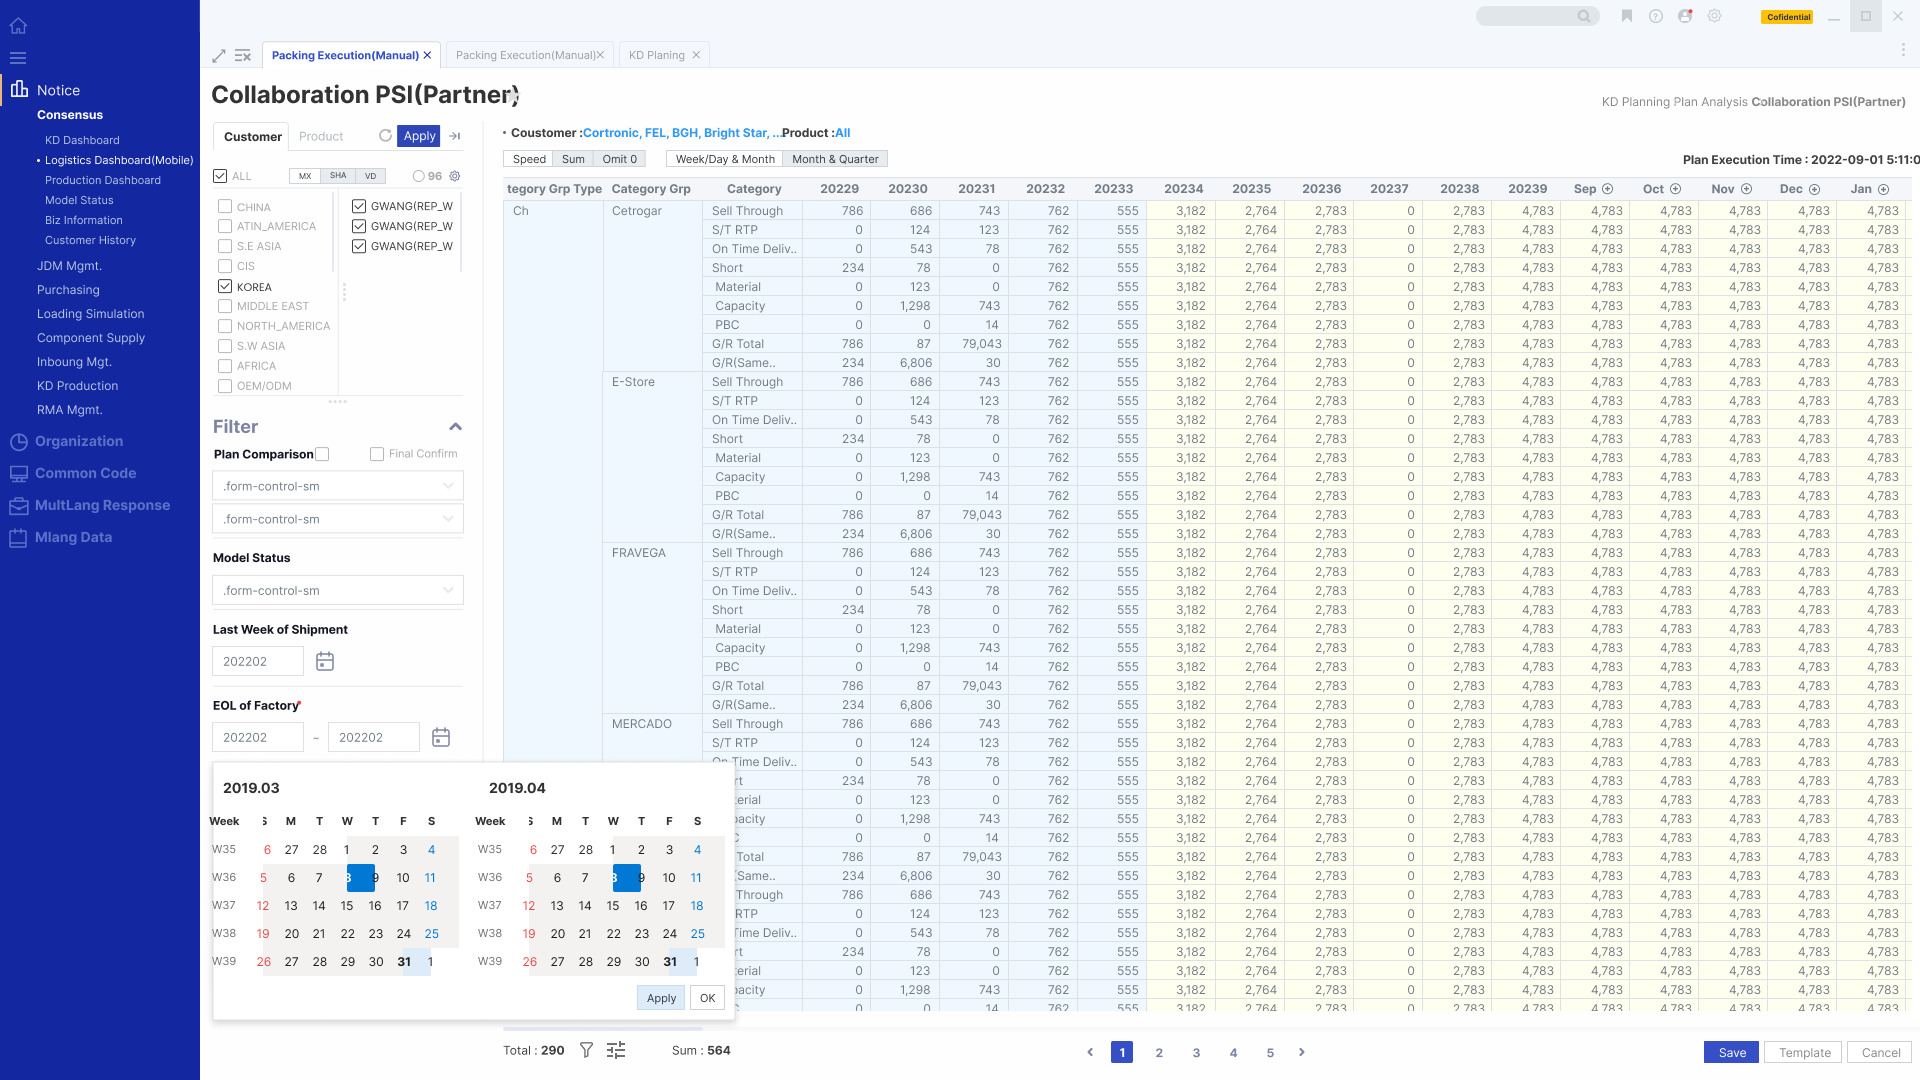 Cofidential
Packing Execution(Manual)
Packing Execution(Manual)
KD Planing
Collaboration PSI(Partner)
KD Planning Plan Analysis Collaboration PSI(Partner)
Notice
Consensus
KD Dashboard
Logistics Dashboard(Mobile)
Production Dashboard
Model Status
Biz Information
Customer History
JDM Mgmt.
Purchasing
Loading Simulation
Component Supply
Inboung Mgt.
KD Production
RMA Mgmt.
Organization
Common Code
MultLang Response
Mlang Data
Customer Product Apply
ALL MX SHA VD 96
CHINA
ATIN_AMERICA
S.E ASIA
CIS
KOREA
MIDDLE EAST
NORTH_AMERICA
S.W ASIA
AFRICA
OEM/ODM
GWANG(REP_W
GWANG(REP_W
GWANG(REP_W
Filter
Plan Comparison Final Confirm
.form-control-sm
.form-control-sm
Model Status
.form-control-sm
Last Week of Shipment
202202
EOL of Factory*
202202 ~ 202202
2019.03
Week S M T W T F S
W35 6 27 28 1 2 3 4
W36 5 6 7 8 9 10 11
W37 12 13 14 15 16 17 18
W38 19 20 21 22 23 24 25
W39 26 27 28 29 30 31 1
2019.04
Week S M T W T F S
W35 6 27 28 1 2 3 4
W36 5 6 7 8 9 10 11
W37 12 13 14 15 16 17 18
W38 19 20 21 22 23 24 25
W39 26 27 28 29 30 31 1
Apply OK
• Coustomer :Cortronic, FEL, BGH, Bright Star, ...Product :All
Speed Sum Omit 0 Week/Day & Month Month & Quarter
Plan Execution Time : 2022-09-01 5:11:0
tegory Grp Type Category Grp Category 20229 20230 20231 20232 20233 20234 20235 20236 20237 20238 20239 Sep Oct Nov Dec Jan
Ch Cetrogar Sell Through 786 686 743 762 555 3,182 2,764 2,783 0 2,783 4,783 4,783 4,783 4,783 4,783 4,783
S/T RTP 0 124 123 762 555 3,182 2,764 2,783 0 2,783 4,783 4,783 4,783 4,783 4,783 4,783
On Time Deliv.. 0 543 78 762 555 3,182 2,764 2,783 0 2,783 4,783 4,783 4,783 4,783 4,783 4,783
Short 234 78 0 762 555 3,182 2,764 2,783 0 2,783 4,783 4,783 4,783 4,783 4,783 4,783
Material 0 123 0 762 555 3,182 2,764 2,783 0 2,783 4,783 4,783 4,783 4,783 4,783 4,783
Capacity 0 1,298 743 762 555 3,182 2,764 2,783 0 2,783 4,783 4,783 4,783 4,783 4,783 4,783
PBC 0 0 14 762 555 3,182 2,764 2,783 0 2,783 4,783 4,783 4,783 4,783 4,783 4,783
G/R Total 786 87 79,043 762 555 3,182 2,764 2,783 0 2,783 4,783 4,783 4,783 4,783 4,783 4,783
G/R(Same.. 234 6,806 30 762 555 3,182 2,764 2,783 0 2,783 4,783 4,783 4,783 4,783 4,783 4,783
E-Store Sell Through 786 686 743 762 555 3,182 2,764 2,783 0 2,783 4,783 4,783 4,783 4,783 4,783 4,783
S/T RTP 0 124 123 762 555 3,182 2,764 2,783 0 2,783 4,783 4,783 4,783 4,783 4,783 4,783
On Time Deliv.. 0 543 78 762 555 3,182 2,764 2,783 0 2,783 4,783 4,783 4,783 4,783 4,783 4,783
Short 234 78 0 762 555 3,182 2,764 2,783 0 2,783 4,783 4,783 4,783 4,783 4,783 4,783
Material 0 123 0 762 555 3,182 2,764 2,783 0 2,783 4,783 4,783 4,783 4,783 4,783 4,783
Capacity 0 1,298 743 762 555 3,182 2,764 2,783 0 2,783 4,783 4,783 4,783 4,783 4,783 4,783
PBC 0 0 14 762 555 3,182 2,764 2,783 0 2,783 4,783 4,783 4,783 4,783 4,783 4,783
G/R Total 786 87 79,043 762 555 3,182 2,764 2,783 0 2,783 4,783 4,783 4,783 4,783 4,783 4,783
G/R(Same.. 234 6,806 30 762 555 3,182 2,764 2,783 0 2,783 4,783 4,783 4,783 4,783 4,783 4,783
FRAVEGA Sell Through 786 686 743 762 555 3,182 2,764 2,783 0 2,783 4,783 4,783 4,783 4,783 4,783 4,783
S/T RTP 0 124 123 762 555 3,182 2,764 2,783 0 2,783 4,783 4,783 4,783 4,783 4,783 4,783
On Time Deliv.. 0 543 78 762 555 3,182 2,764 2,783 0 2,783 4,783 4,783 4,783 4,783 4,783 4,783
Short 234 78 0 762 555 3,182 2,764 2,783 0 2,783 4,783 4,783 4,783 4,783 4,783 4,783
Material 0 123 0 762 555 3,182 2,764 2,783 0 2,783 4,783 4,783 4,783 4,783 4,783 4,783
Capacity 0 1,298 743 762 555 3,182 2,764 2,783 0 2,783 4,783 4,783 4,783 4,783 4,783 4,783
PBC 0 0 14 762 555 3,182 2,764 2,783 0 2,783 4,783 4,783 4,783 4,783 4,783 4,783
G/R Total 786 87 79,043 762 555 3,182 2,764 2,783 0 2,783 4,783 4,783 4,783 4,783 4,783 4,783
G/R(Same.. 234 6,806 30 762 555 3,182 2,764 2,783 0 2,783 4,783 4,783 4,783 4,783 4,783 4,783
MERCADO Sell Through 786 686 743 762 555 3,182 2,764 2,783 0 2,783 4,783 4,783 4,783 4,783 4,783 4,783
S/T RTP 0 124 123 762 555 3,182 2,764 2,783 0 2,783 4,783 4,783 4,783 4,783 4,783 4,783
On Time Deliv.. 0 543 78 762 555 3,182 2,764 2,783 0 2,783 4,783 4,783 4,783 4,783 4,783 4,783
rt 234 78 0 762 555 3,182 2,764 2,783 0 2,783 4,783 4,783 4,783 4,783 4,783 4,783
erial 0 123 0 762 555 3,182 2,764 2,783 0 2,783 4,783 4,783 4,783 4,783 4,783 4,783
pacity 0 1,298 743 762 555 3,182 2,764 2,783 0 2,783 4,783 4,783 4,783 4,783 4,783 4,783
C 0 0 14 762 555 3,182 2,764 2,783 0 2,783 4,783 4,783 4,783 4,783 4,783 4,783
Total 786 87 79,043 762 555 3,182 2,764 2,783 0 2,783 4,783 4,783 4,783 4,783 4,783 4,783
(Same.. 234 6,806 30 762 555 3,182 2,764 2,783 0 2,783 4,783 4,783 4,783 4,783 4,783 4,783
Through 786 686 743 762 555 3,182 2,764 2,783 0 2,783 4,783 4,783 4,783 4,783 4,783 4,783
RTP 0 124 123 762 555 3,182 2,764 2,783 0 2,783 4,783 4,783 4,783 4,783 4,783 4,783
Time Deliv.. 0 543 78 762 555 3,182 2,764 2,783 0 2,783 4,783 4,783 4,783 4,783 4,783 4,783
rt 234 78 0 762 555 3,182 2,764 2,783 0 2,783 4,783 4,783 4,783 4,783 4,783 4,783
erial 0 123 0 762 555 3,182 2,764 2,783 0 2,783 4,783 4,783 4,783 4,783 4,783 4,783
pacity 0 1,298 743 762 555 3,182 2,764 2,783 0 2,783 4,783 4,783 4,783 4,783 4,783 4,783
C 0 0 14 762 555 3,182 2,764 2,783 0 2,783 4,783 4,783 4,783 4,783 4,783 4,783
Total : 290 Sum : 564
1 2 3 4 5
Save Template Cancel